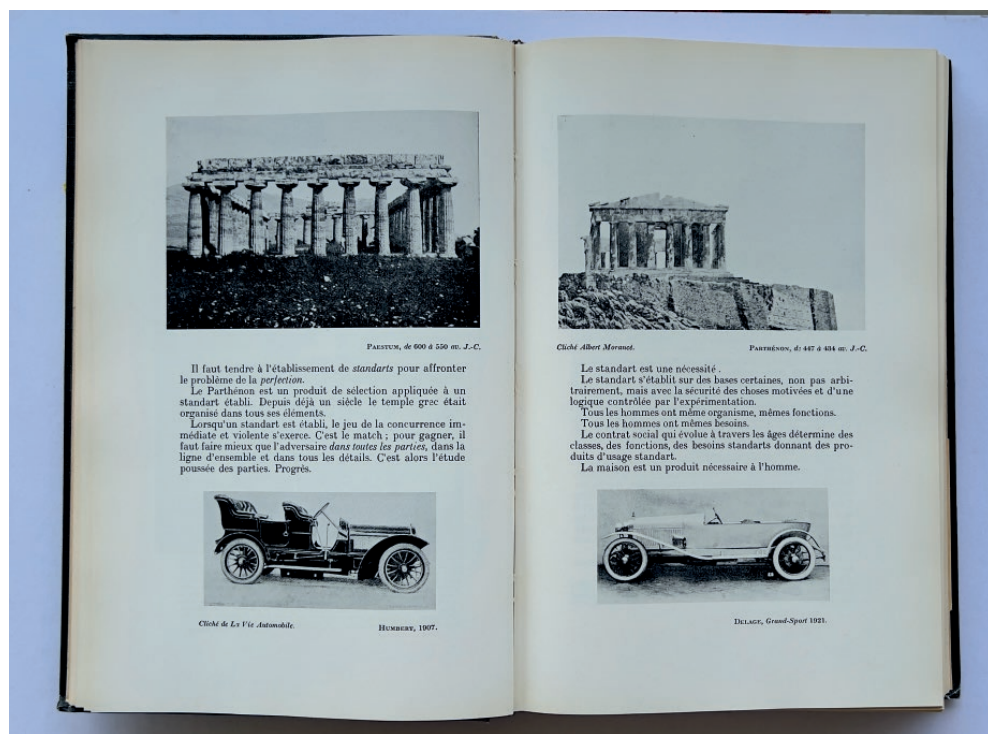 PAESTUM, de 600 à 550 av. J.-C.
Il faut tendre à l'établissement de standarts pour affronter
le problème de la perfection.
Le Parthénon est un produit de sélection appliquée à un
standart établi. Depuis déjà un siècle le temple grec était
organisé dans tous ses éléments.
Lorsqu'un standart est établi, le jeu de la concurrence im-
médiate et violente s'exerce. C'est le match ; pour gagner, il
faut faire mieux que l'adversaire dans toutes les parties, dans la
ligne d'ensemble et dans tous les détails. C'est alors l'étude
poussée des parties. Progrès.
Cliché de La Vie Automobile.
HUMBERT, 1907.
Cliché Albert Morancé.
PARTHÉNON, de 447 à 434 av. J.-C.
Le standart est une nécessité .
Le standart s'établit sur des bases certaines, non pas arbi-
trairement, mais avec la sécurité des choses motivées et d'une
logique contrôlée par l'expérimentation.
Tous les hommes ont même organisme, mêmes fonctions.
Tous les hommes ont mêmes besoins.
Le contrat social qui évolue à travers les âges détermine des
classes, des fonctions, des besoins standarts donnant des pro-
duits d'usage standart.
La maison est un produit nécessaire à l'homme.
DELAGE, Grand-Sport 1921.